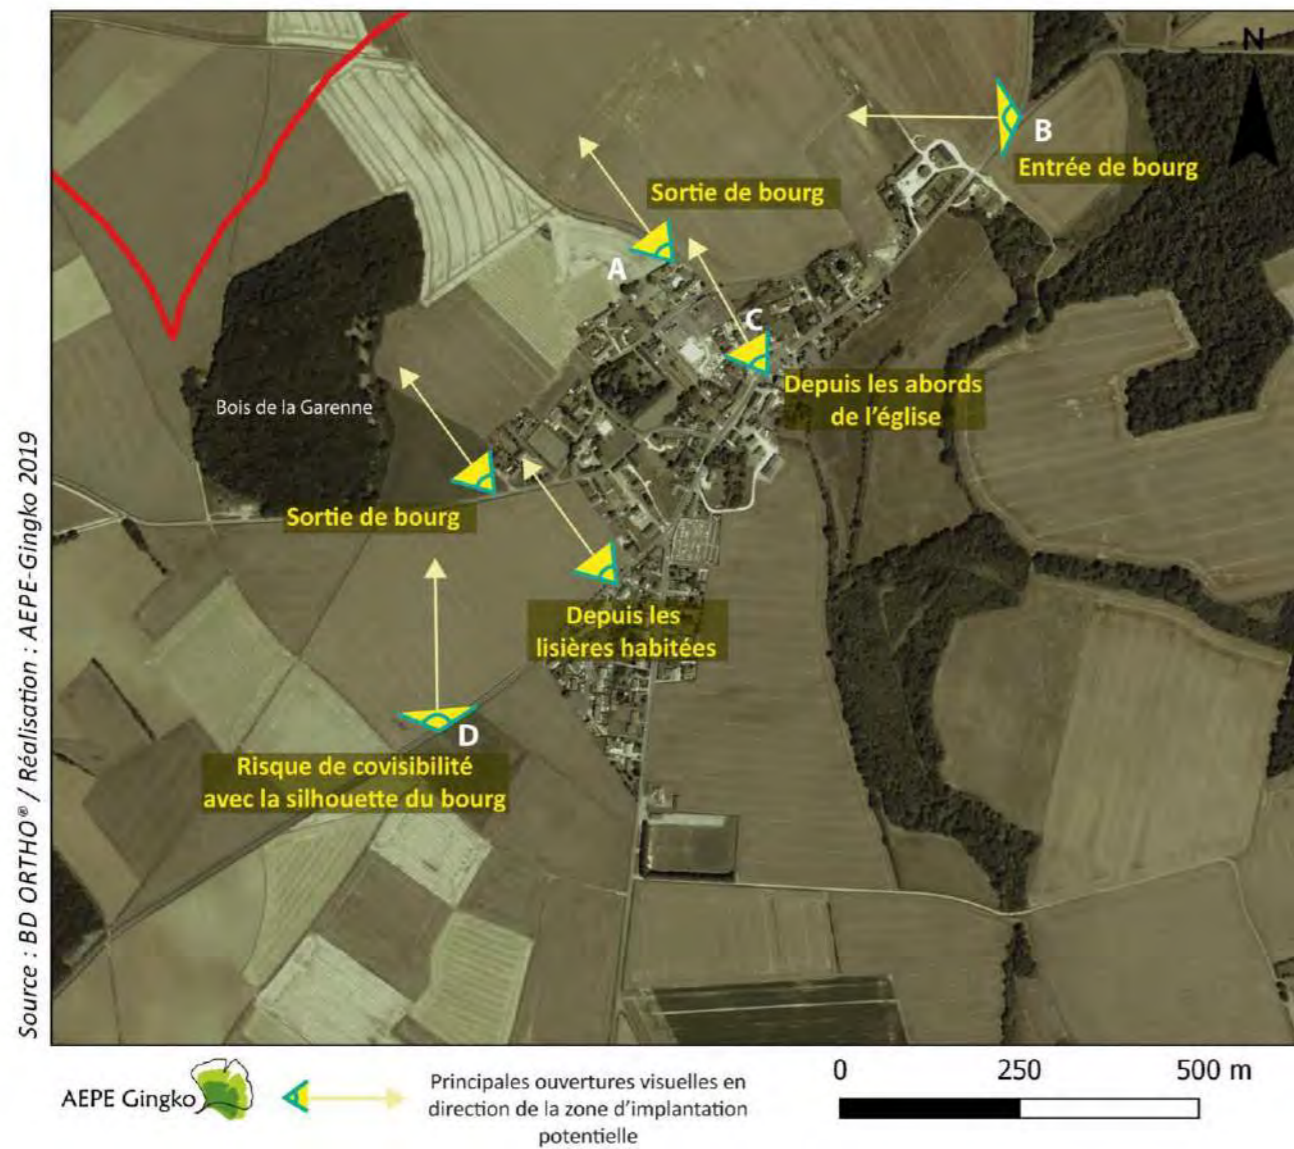 N
B
Entrée de bourg
Sortie de bourg
A
C
Depuis les abords
de l'église
Bois de la Garenne
Sortie de bourg
Depuis les
lisières habitées
D
Risque de covisibilité
avec la silhouette du bourg
Source : BD ORTHO® / Réalisation : AEPE-Gingko 2019
AEPE Gingko
Principales ouvertures visuelles en
direction de la zone d'implantation
potentielle
0 250 500 m